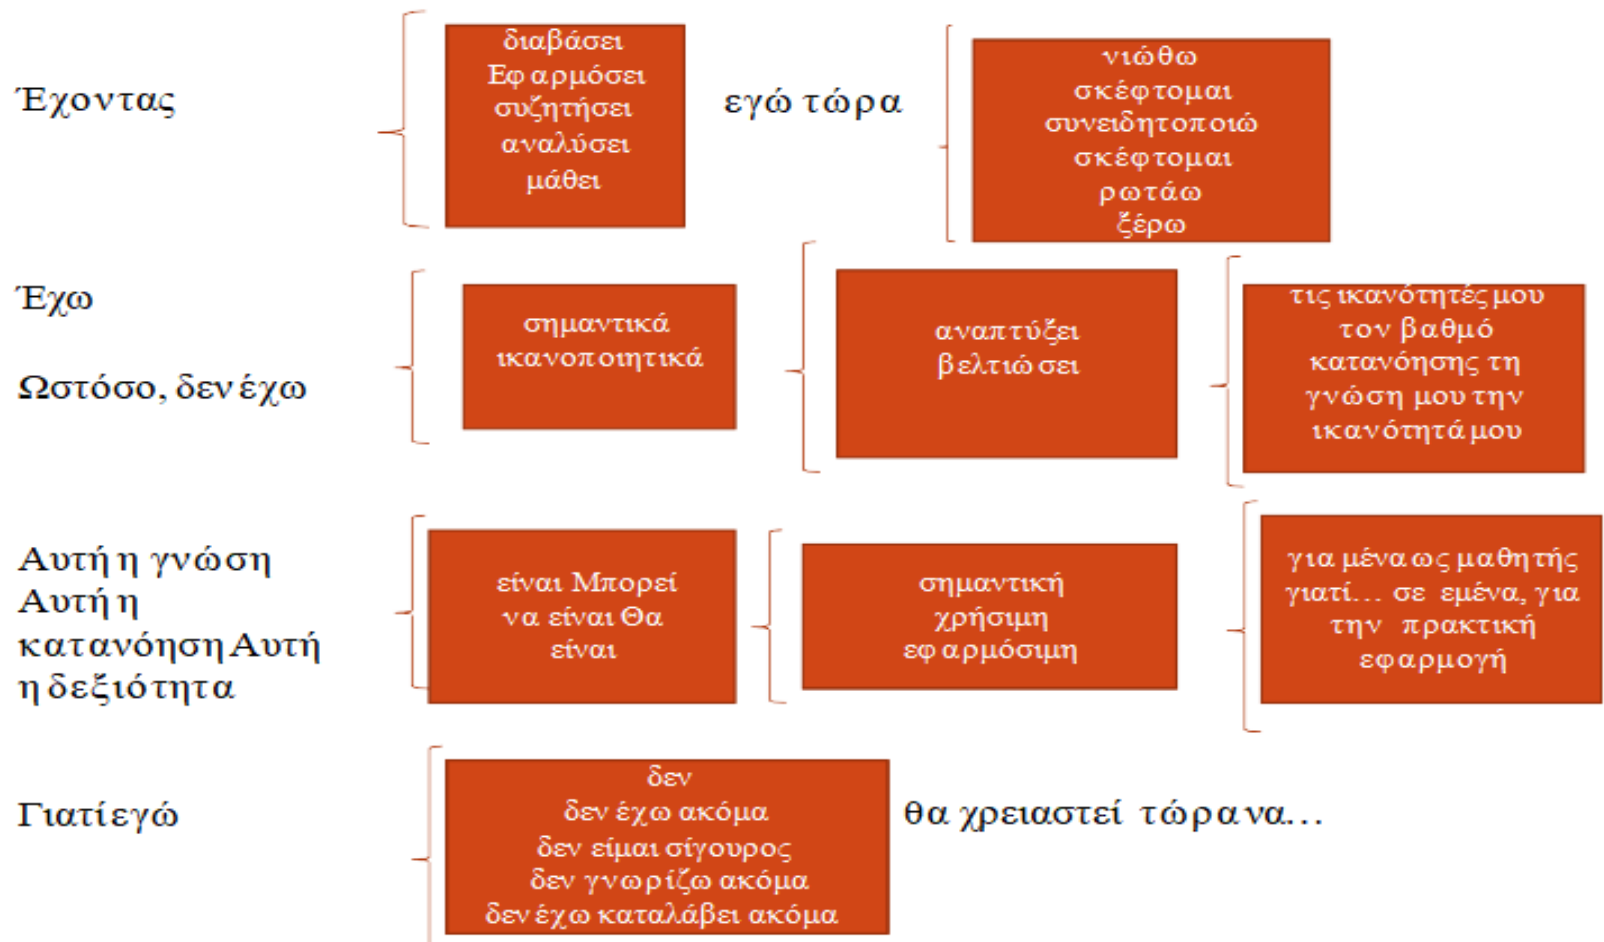 Έχοντας
διαβάσει
Εφαρμόσει
συζητήσει
αναλύσει
μάθει
εγώ τώρα
νιώθω
σκέφτομαι
συνειδητοποιώ
σκέφτομαι
ρωτάω
ξέρω
Έχω
Ωστόσο, δεν έχω
σημαντικά
ικανοποιητικά
αναπτύξει
βελτιώσει
τις ικανότητές μου
τον βαθμό
κατανόησης τη
γνώση μου την
ικανότητά μου
Αυτή η γνώση
Αυτή η
κατανόηση Αυτή
η δεξιότητα
είναι Μπορεί
να είναι Θα
είναι
σημαντική
χρήσιμη
εφαρμόσιμη
για μένα ως μαθητής
γιατί… σε εμένα, για
την πρακτική
εφαρμογή
Γιατί εγώ
δεν
δεν έχω ακόμα
δεν είμαι σίγουρος
δεν γνωρίζω ακόμα
δεν έχω καταλάβει ακόμα
θα χρειαστεί τώρα να…